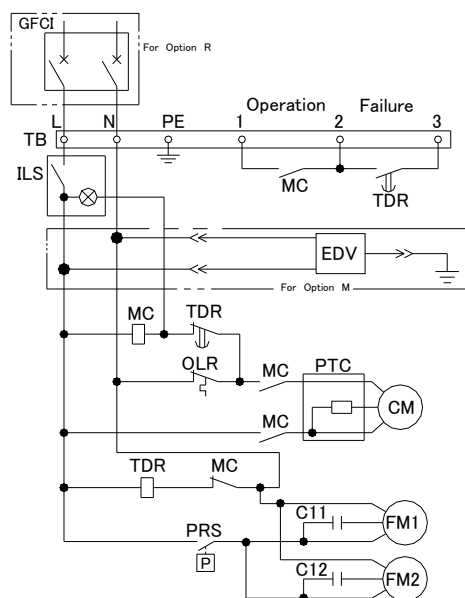 GFCI
For Option R
Operation Failure
L N PE 1 2 3
TB
ILS
MC TDR
EDV
For Option M
MC TDR
OLR MC PTC
CM
MC
TDR MC
C11
FM1
PRS
P
C12
FM2